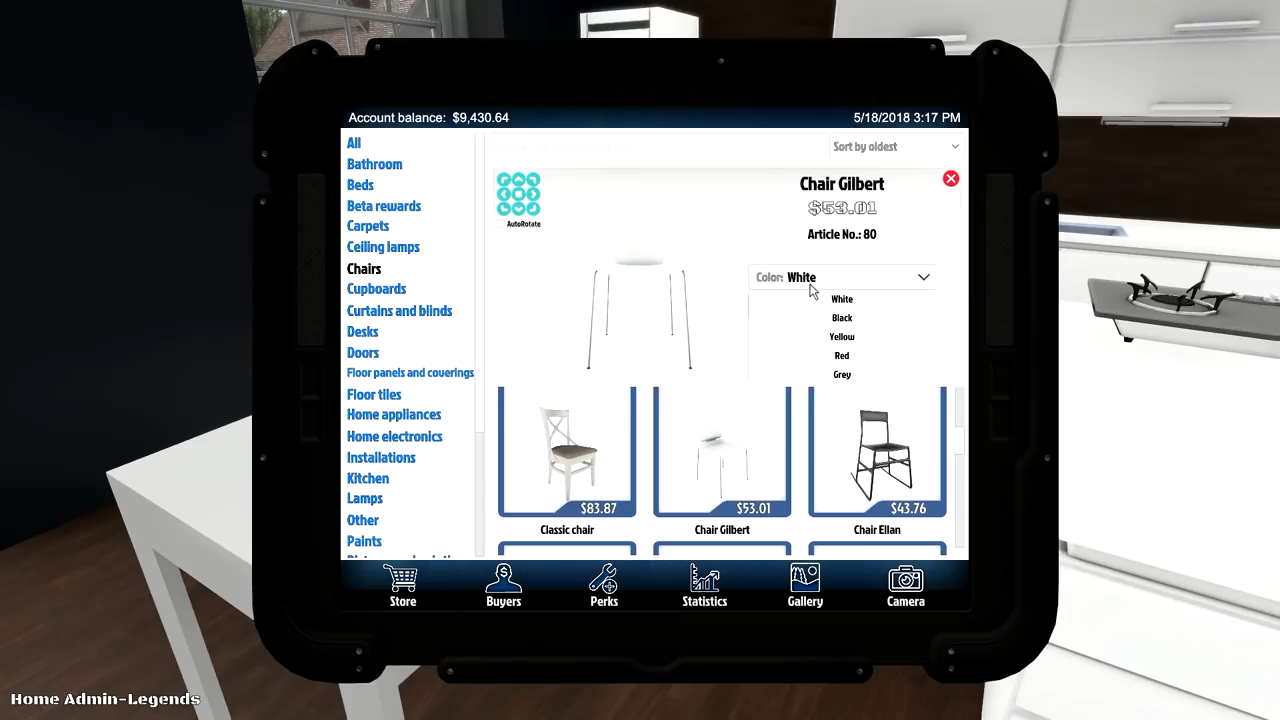 Account balance: $9,430.64
5/18/2018 3:17 PM
All
Bathroom
Beds
Beta rewards
Carpets
Ceiling lamps
Chairs
Cupboards
Curtains and blinds
Desks
Doors
Floor panels and coverings
Floor tiles
Home appliances
Home electronics
Installations
Kitchen
Lamps
Other
Paints
Sort by oldest
AutoRotate
Chair Gilbert
$53.01
Article No.: 80
Color: White
White
Black
Yellow
Red
Grey
$83.87
$53.01
$43.76
Classic chair
Chair Gilbert
Chair Ellan
Store
Buyers
Perks
Statistics
Gallery
Camera
Home Admin-Legends